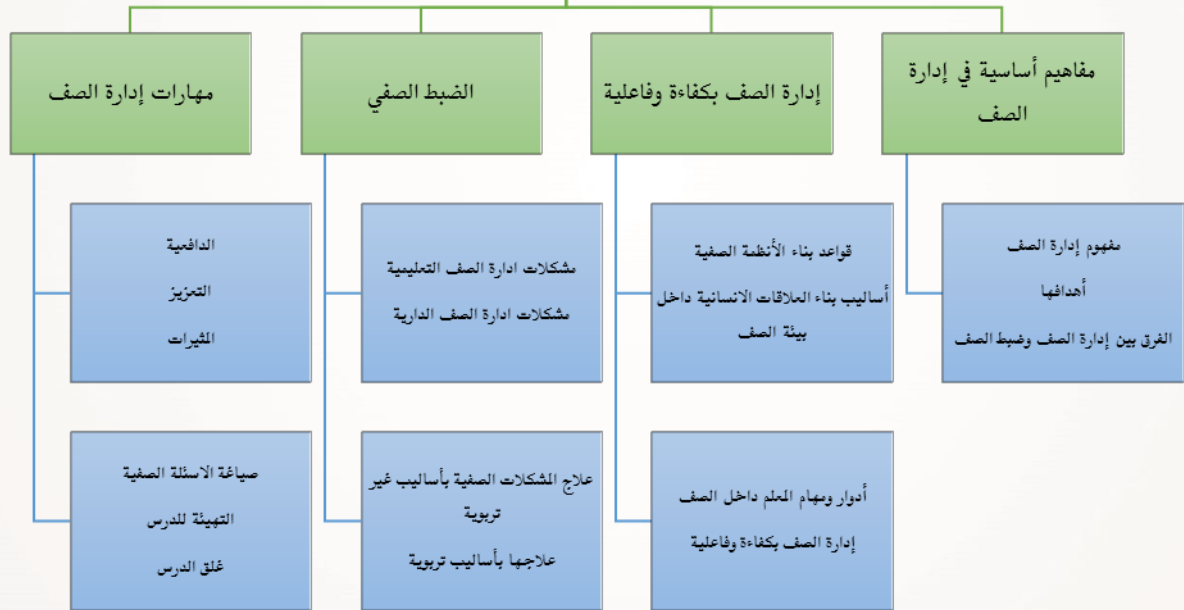 مفاهيم أساسية في إدارة
الصف
إدارة الصف بكفاءة وفاعلية
الضبط الصفي
مهارات إدارة الصف
مفهوم إدارة الصف
أهدافها
الفرق بين إدارة الصف وضبط الصف
قواعد بناء الأنظمة الصفية
أساليب بناء العلاقات الانسانية داخل
بيئة الصف
مشكلات ادارة الصف التعليمية
مشكلات ادارة الصف الدارية
الدافعية
التعزيز
المثيرات
أدوار ومهام المعلم داخل الصف
إدارة الصف بكفاءة وفاعلية
علاج المشكلات الصفية بأساليب غير
تربوية
علاجها بأساليب تربوية
صياغة الاسئلة الصفية
التهيئة للدرس
غلق الدرس